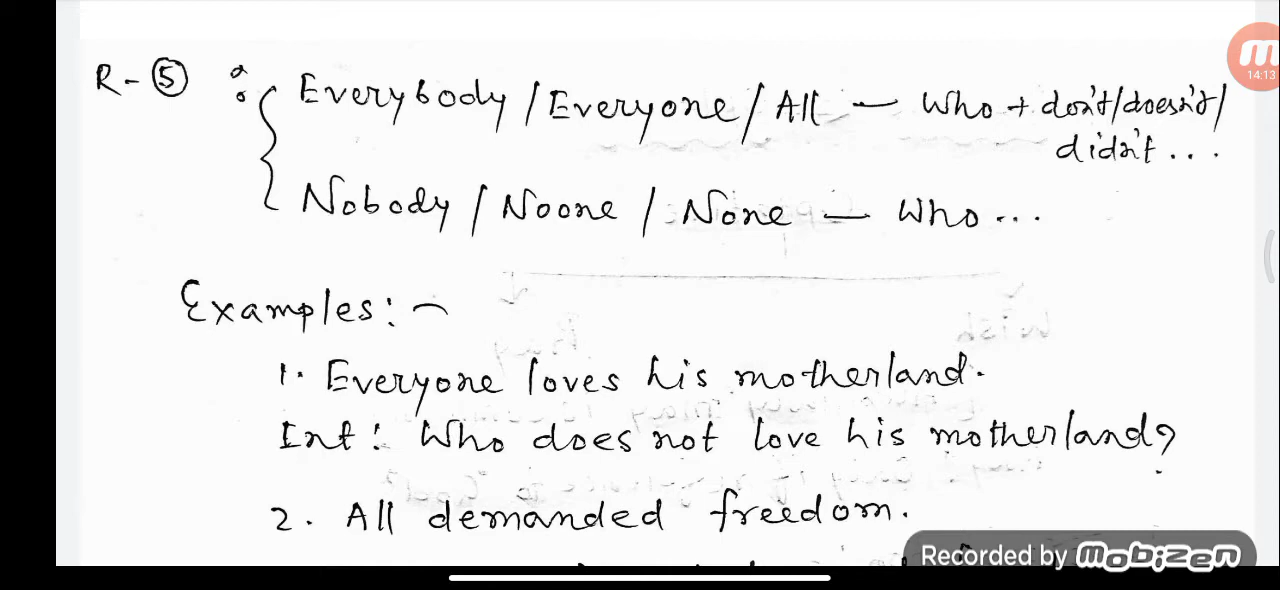 R-⑤ : { Everybody/Everyone/All — Who + don't/doesn't/
didn't ...
Nobody / Noone / None — Who ...
Examples:-
1. Everyone loves his motherland.
Int: Who does not love his motherland?
2. All demanded freedom.
Recorded by mobizen
14:13